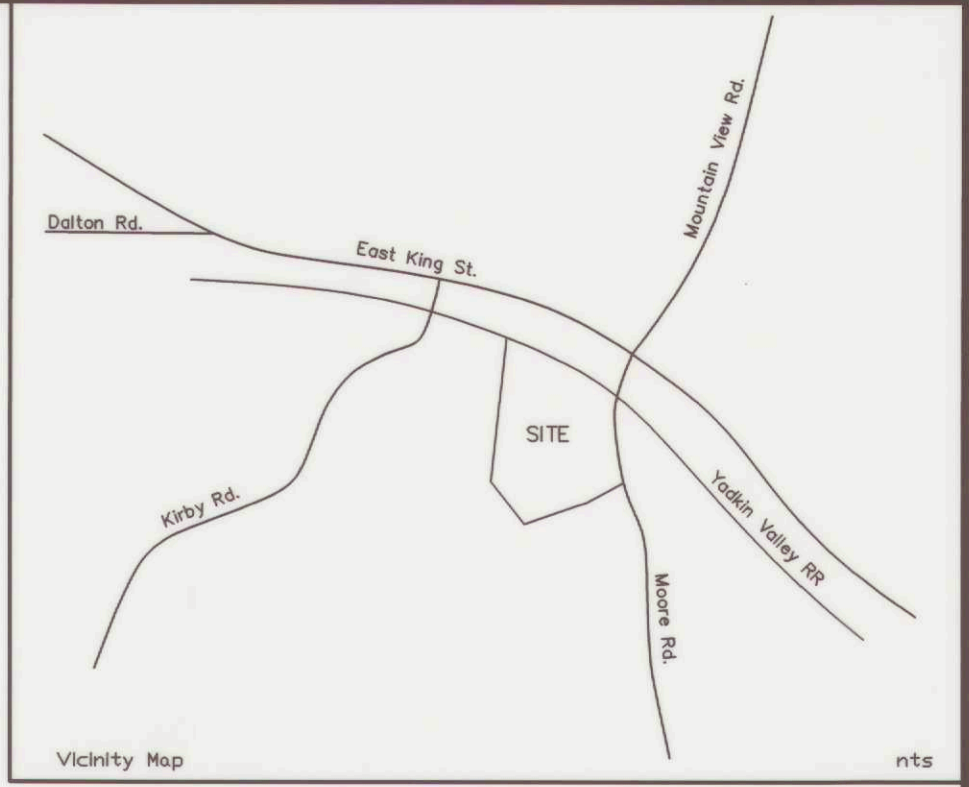 Mountain View Rd.
Dalton Rd.
East King St.
SITE
Kirby Rd.
Yadkin Valley RR
Moore Rd.
Vicinity Map
nts